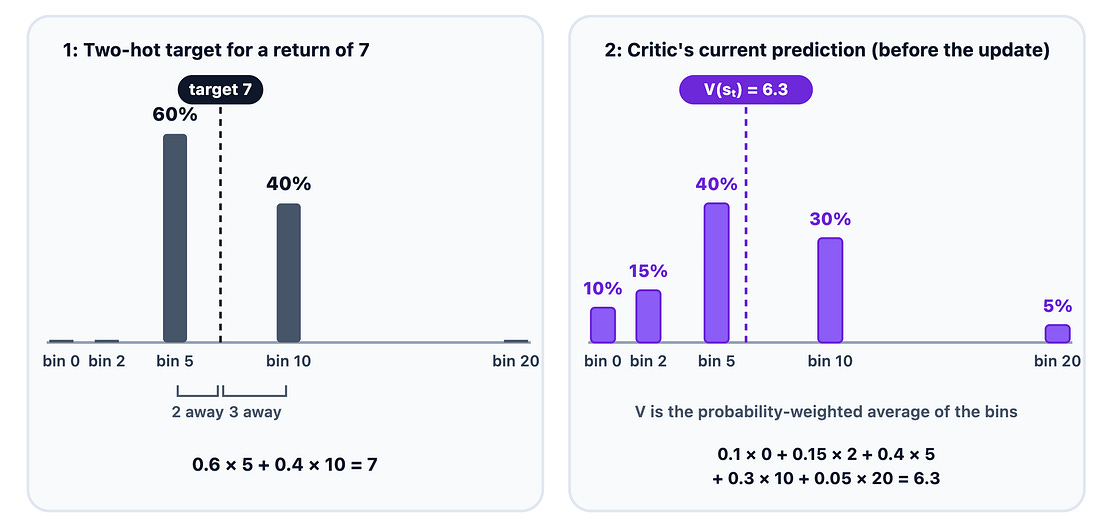 1: Two-hot target for a return of 7
target 7
60%
40%
bin 0 bin 2 bin 5 bin 10 bin 20
2 away 3 away
0.6 × 5 + 0.4 × 10 = 7
2: Critic's current prediction (before the update)
V(sₜ) = 6.3
40%
30%
15%
10%
5%
bin 0 bin 2 bin 5 bin 10 bin 20
V is the probability-weighted average of the bins
0.1 × 0 + 0.15 × 2 + 0.4 × 5
+ 0.3 × 10 + 0.05 × 20 = 6.3